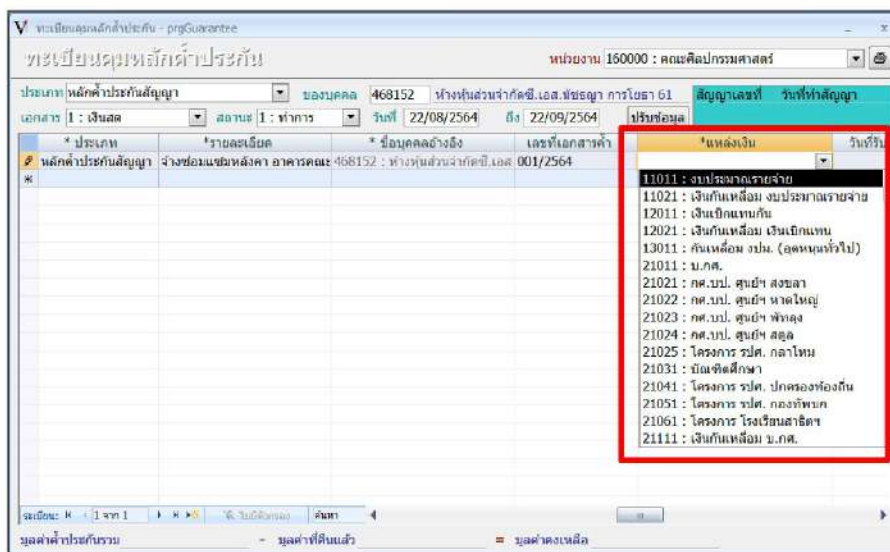 ทะเบียนคุมหลักค้ำประกัน - prgGuarantee
ทะเบียนคุมหลักค้ำประกัน หน่วยงาน 160000 : คณะศิลปกรรมศาสตร์
ประเภท หลักค้ำประกันสัญญา ของบุคคล 468152 ห้างหุ้นส่วนจำกัดซี.เอส.พัชธญา การโยธา 61 สัญญาเลขที่ วันที่ทำสัญญา
เอกสาร 1 : เงินสด สถานะ 1 : ทำการ วันที่ 22/08/2564 ถึง 22/09/2564 ปรับข้อมูล
* ประเภท *รายละเอียด * ชื่อบุคคลอ้างอิง เลขที่เอกสารค้ำ *แหล่งเงิน วันที่รับ
หลักค้ำประกันสัญญา จ้างซ่อมแซมหลังคา อาคารคณะ 468152 : ห้างหุ้นส่วนจำกัดซี.เอส 001/2564
11011 : งบประมาณรายจ่าย
11021 : เงินกันเหลื่อม งบประมาณรายจ่าย
12011 : เงินเบิกแทนกัน
12021 : เงินกันเหลื่อม เงินเบิกแทน
13011 : กันเหลื่อม งปม. (อุดหนุนทั่วไป)
21011 : บ.กศ.
21021 : กศ.บป. ศูนย์ฯ สงขลา
21022 : กศ.บป. ศูนย์ฯ หาดใหญ่
21023 : กศ.บป. ศูนย์ฯ พัทลุง
21024 : กศ.บป. ศูนย์ฯ สตูล
21025 : โครงการ รปศ. กลาโหม
21031 : บัณฑิตศึกษา
21041 : โครงการ รปศ. ปกครองท้องถิ่น
21051 : โครงการ รปศ. กองทัพบก
21061 : โครงการ โรงเรียนสาธิตฯ
21111 : เงินกันเหลื่อม บ.กศ.
ระเบียน: 1 จาก 1 ไม่มีตัวกรอง ค้นหา
มูลค่าค้ำประกันรวม - มูลค่าที่คืนแล้ว = มูลค่าคงเหลือ